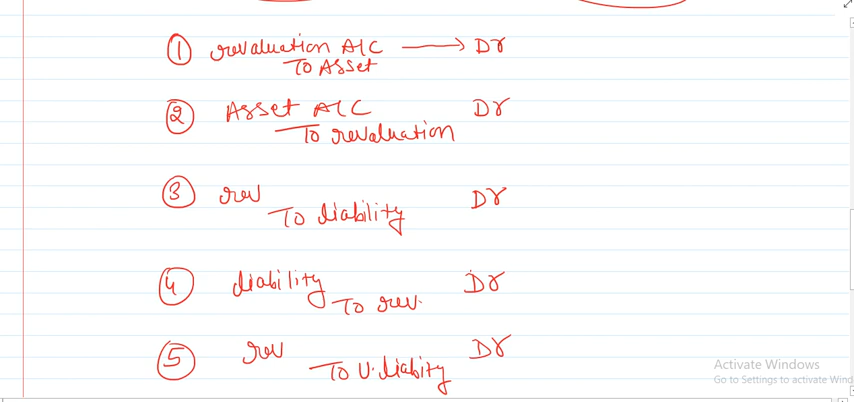 ① revaluation A/C ⟶ Dr
To Asset
② Asset A/C Dr
To revaluation
③ rev Dr
To liability
④ liability Dr
To rev.
⑤ rev Dr
To U.liabity
Activate Windows
Go to Settings to activate Wind